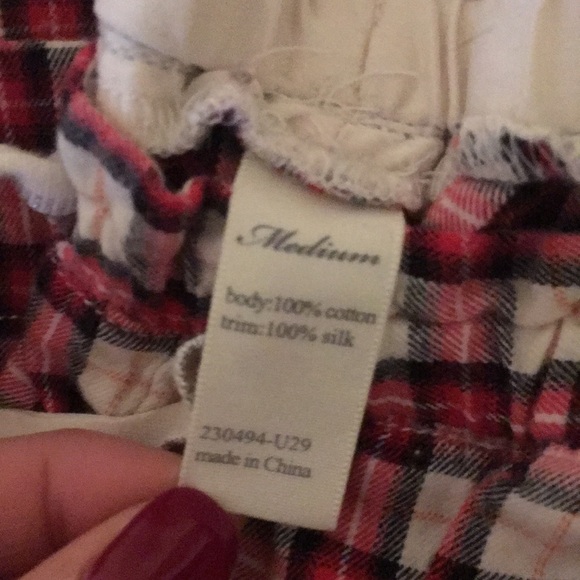 Medium
body:100% cotton
trim:100% silk
230494-U29
made in China